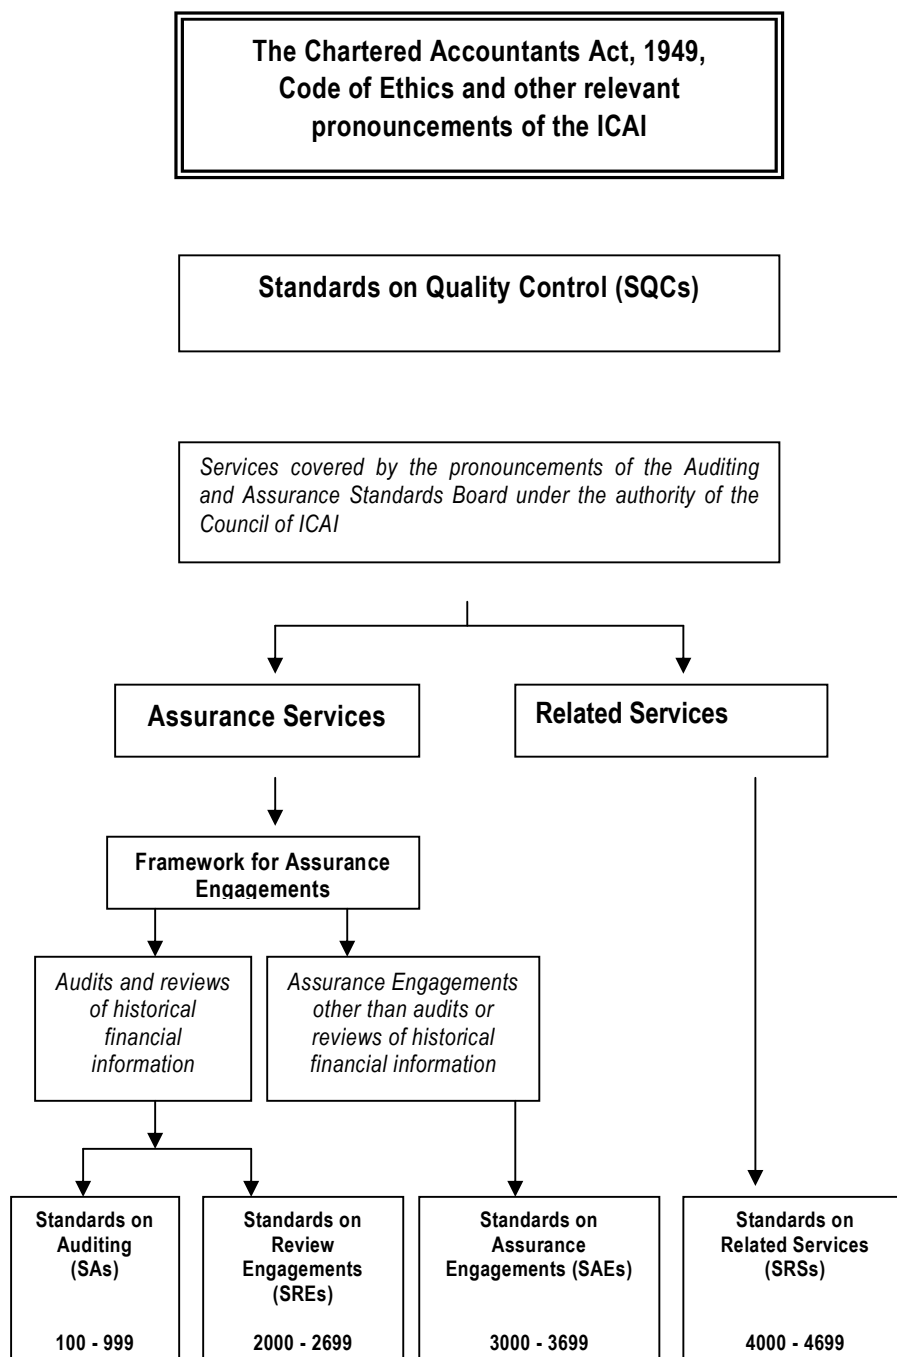 The Chartered Accountants Act, 1949,
Code of Ethics and other relevant
pronouncements of the ICAI
Standards on Quality Control (SQCs)
Services covered by the pronouncements of the Auditing
and Assurance Standards Board under the authority of the
Council of ICAI
Assurance Services
Related Services
Framework for Assurance
Engagements
Audits and reviews
of historical
financial
information
Assurance Engagements
other than audits or
reviews of historical
financial information
Standards on
Auditing
(SAs)
100 - 999
Standards on
Review
Engagements
(SREs)
2000 - 2699
Standards on
Assurance
Engagements (SAEs)
3000 - 3699
Standards on
Related Services
(SRSs)
4000 - 4699